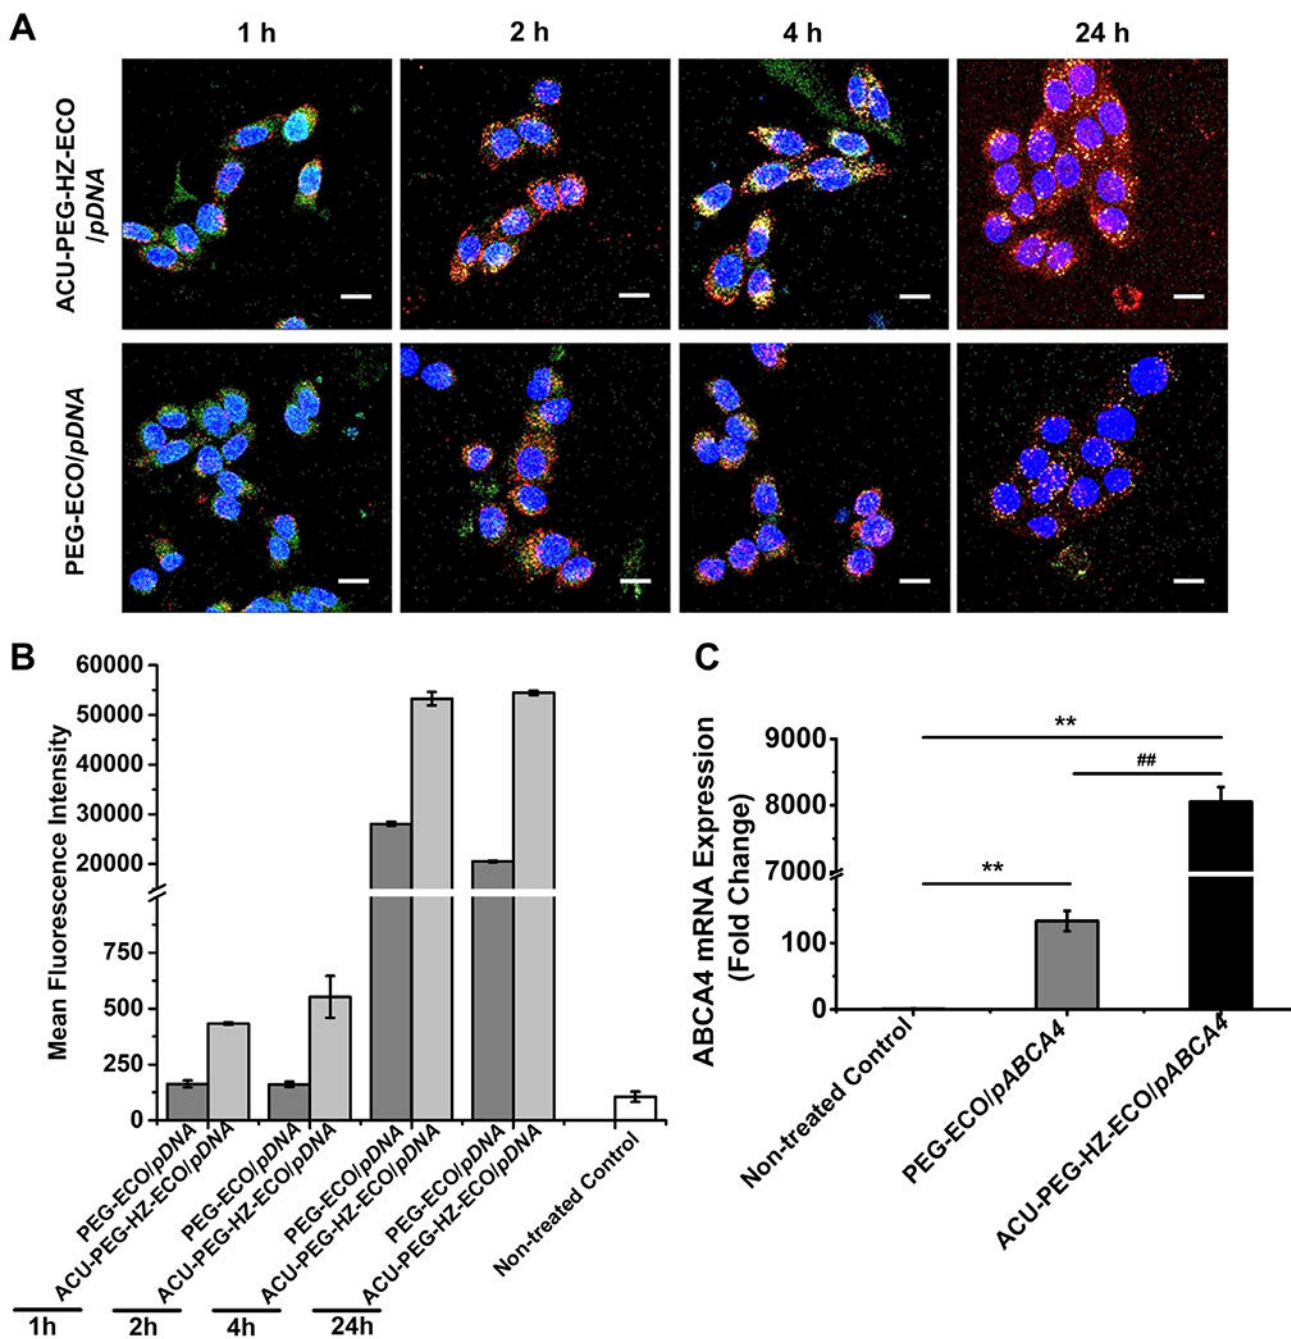 A
1 h
2 h
4 h
24 h
ACU-PEG-HZ-ECO
/pDNA
PEG-ECO/pDNA
B
Mean Fluorescence Intensity
60000
50000
40000
30000
20000
750
500
250
0
PEG-ECO/pDNA
ACU-PEG-HZ-ECO/pDNA
PEG-ECO/pDNA
ACU-PEG-HZ-ECO/pDNA
PEG-ECO/pDNA
ACU-PEG-HZ-ECO/pDNA
PEG-ECO/pDNA
ACU-PEG-HZ-ECO/pDNA
Non-treated Control
1h
2h
4h
24h
C
ABCA4 mRNA Expression
(Fold Change)
9000
8000
7000
100
0
**
##
**
Non-treated Control
PEG-ECO/pABCA4
ACU-PEG-HZ-ECO/pABCA4